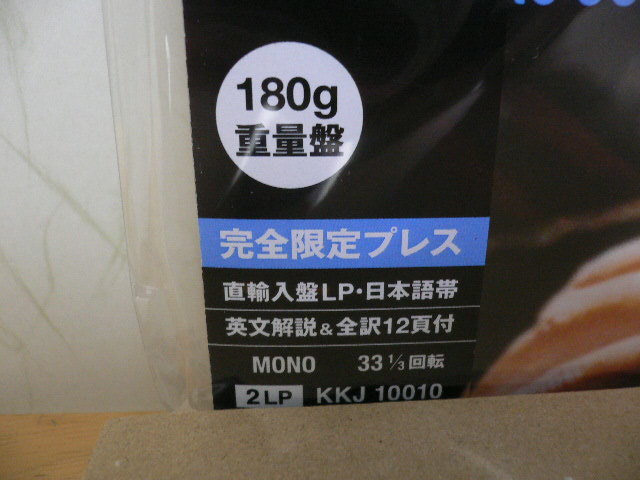 180g
重量盤
完全限定プレス
直輸入盤LP・日本語帯
英文解説&全訳12頁付
MONO 33 1/3 回転
2LP KKJ 10010